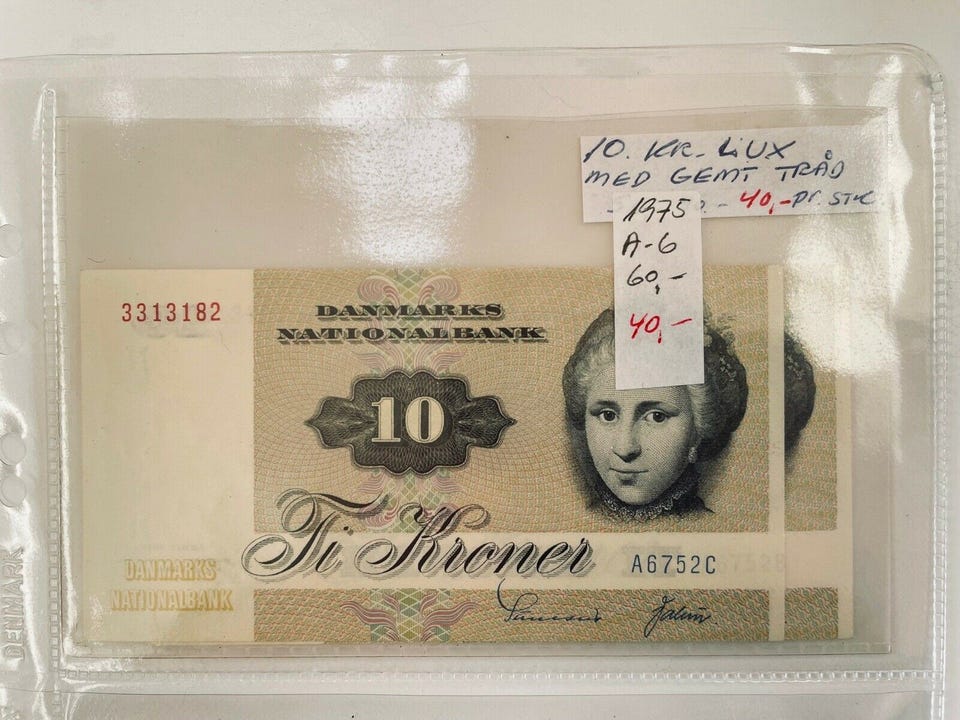 10. KR. LUX
MED GEMT TRÅD
40,- Pr. STK
1975
A-6
60,-
40,-
3313182
DANMARKS
NATIONALBANK
10
Ti Kroner
A6752C
DANMARKS
NATIONALBANK
DENMARK